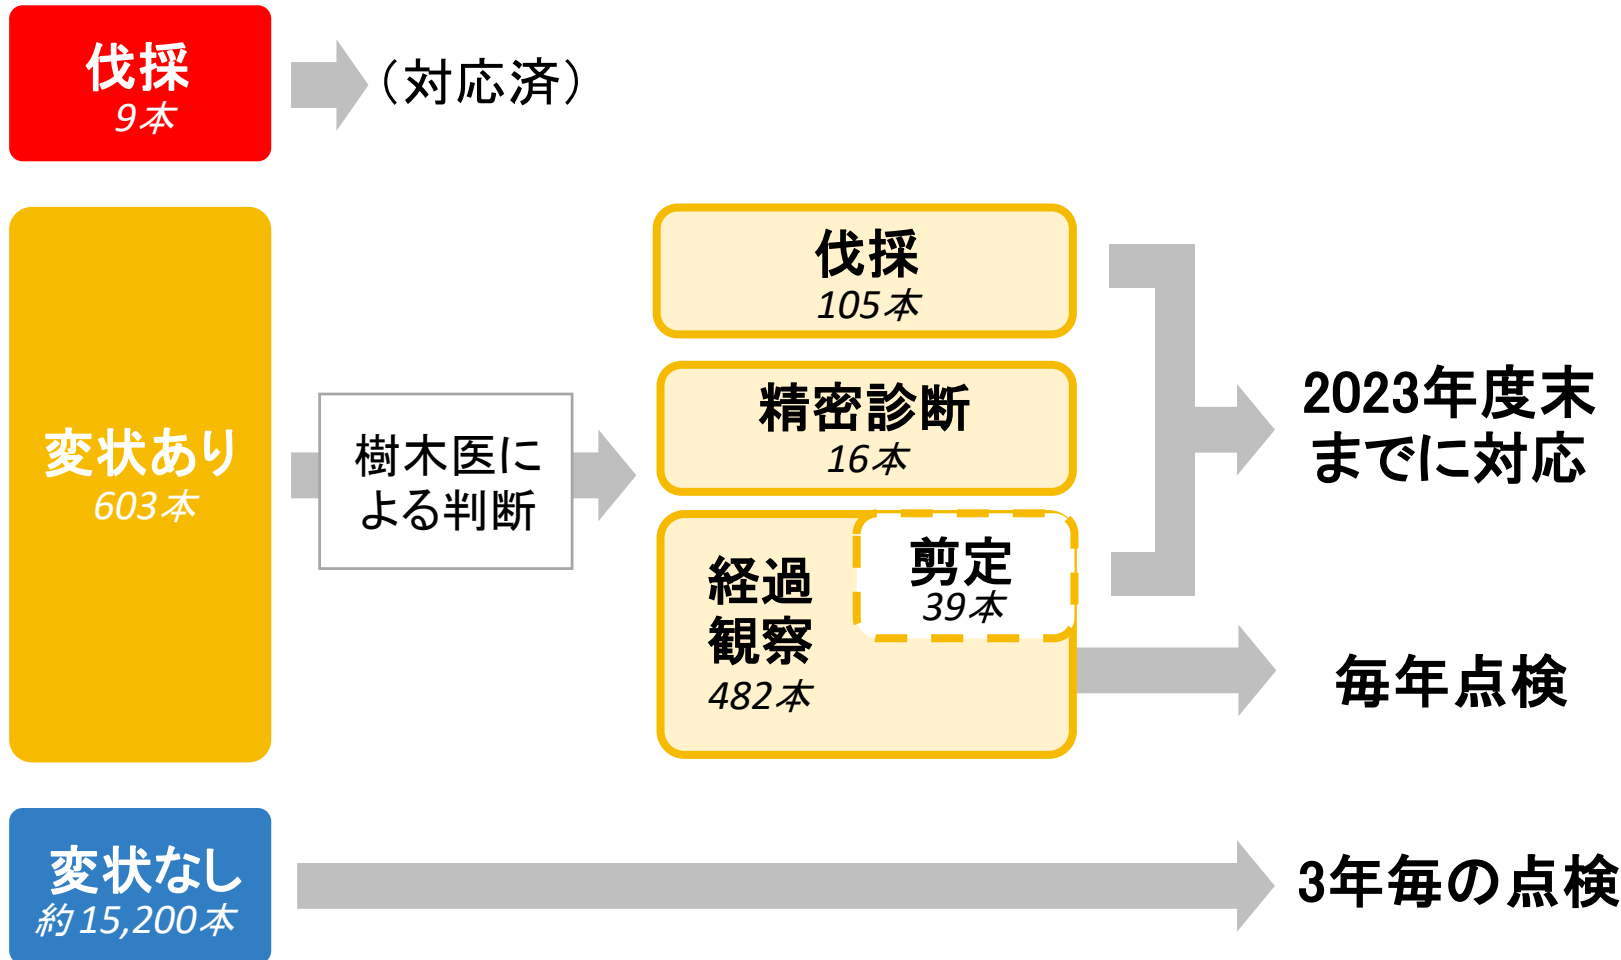 伐採
9本
（対応済）
変状あり
603本
樹木医に
よる判断
伐採
105本
精密診断
16本
経過
観察
482本
剪定
39本
2023年度末
までに対応
毎年点検
変状なし
約15,200本
3年毎の点検